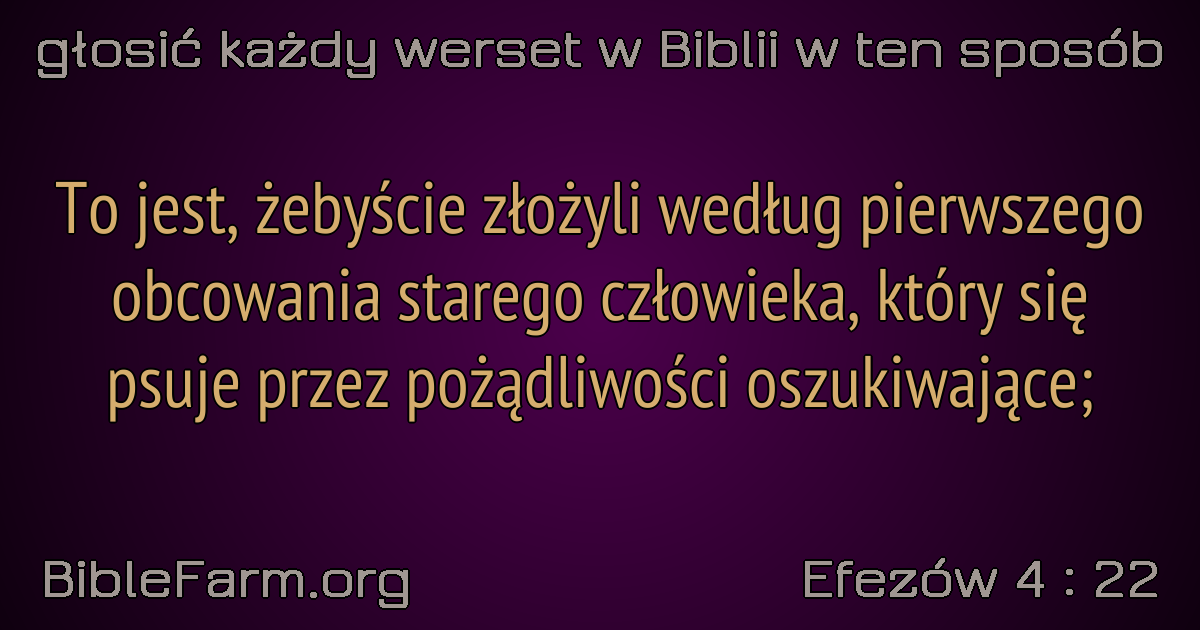 głosić każdy werset w Biblii w ten sposób
To jest, żebyście złożyli według pierwszego
obcowania starego człowieka, który się
psuje przez pożądliwości oszukiwające;
BibleFarm.org
Efezów 4 : 22